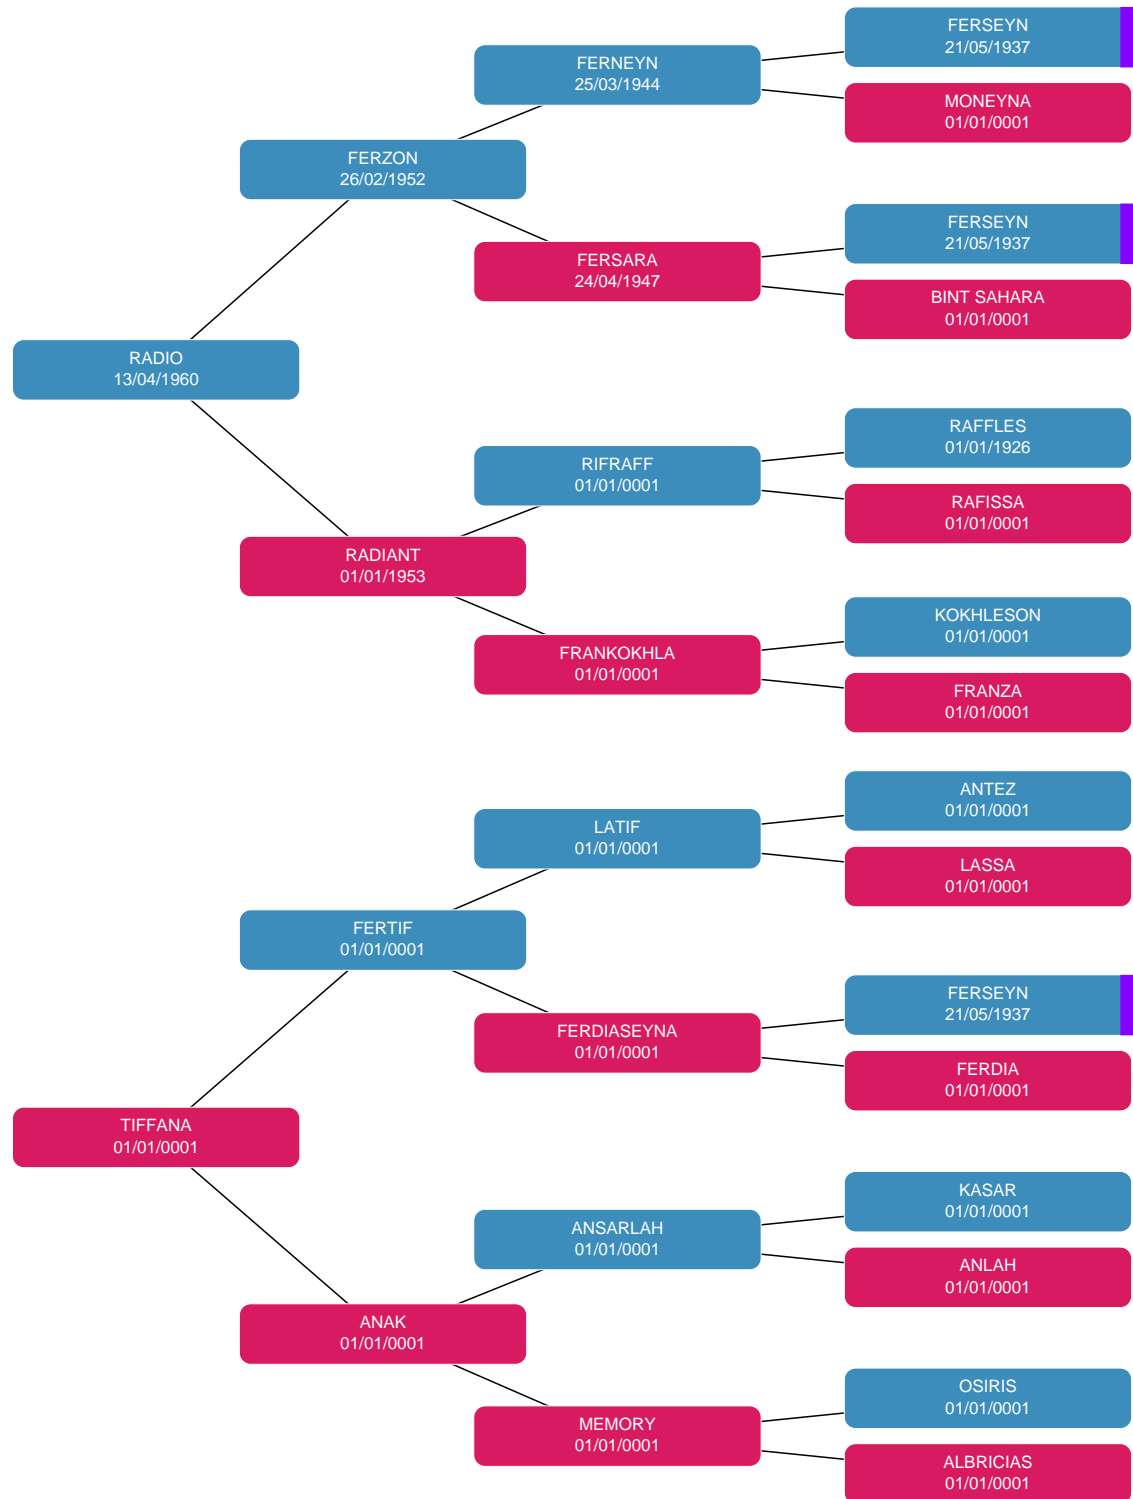 FERSEYN
21/05/1937
FERNEYN
25/03/1944
MONEYNA
01/01/0001
FERZON
26/02/1952
FERSEYN
21/05/1937
FERSARA
24/04/1947
BINT SAHARA
01/01/0001
RADIO
13/04/1960
RAFFLES
01/01/1926
RIFRAFF
01/01/0001
RAFISSA
01/01/0001
RADIANT
01/01/1953
KOKHLESON
01/01/0001
FRANKOKHLA
01/01/0001
FRANZA
01/01/0001
ANTEZ
01/01/0001
LATIF
01/01/0001
LASSA
01/01/0001
FERTIF
01/01/0001
FERSEYN
21/05/1937
FERDIASEYNA
01/01/0001
FERDIA
01/01/0001
TIFFANA
01/01/0001
KASAR
01/01/0001
ANSARLAH
01/01/0001
ANLAH
01/01/0001
ANAK
01/01/0001
OSIRIS
01/01/0001
MEMORY
01/01/0001
ALBRICIAS
01/01/0001